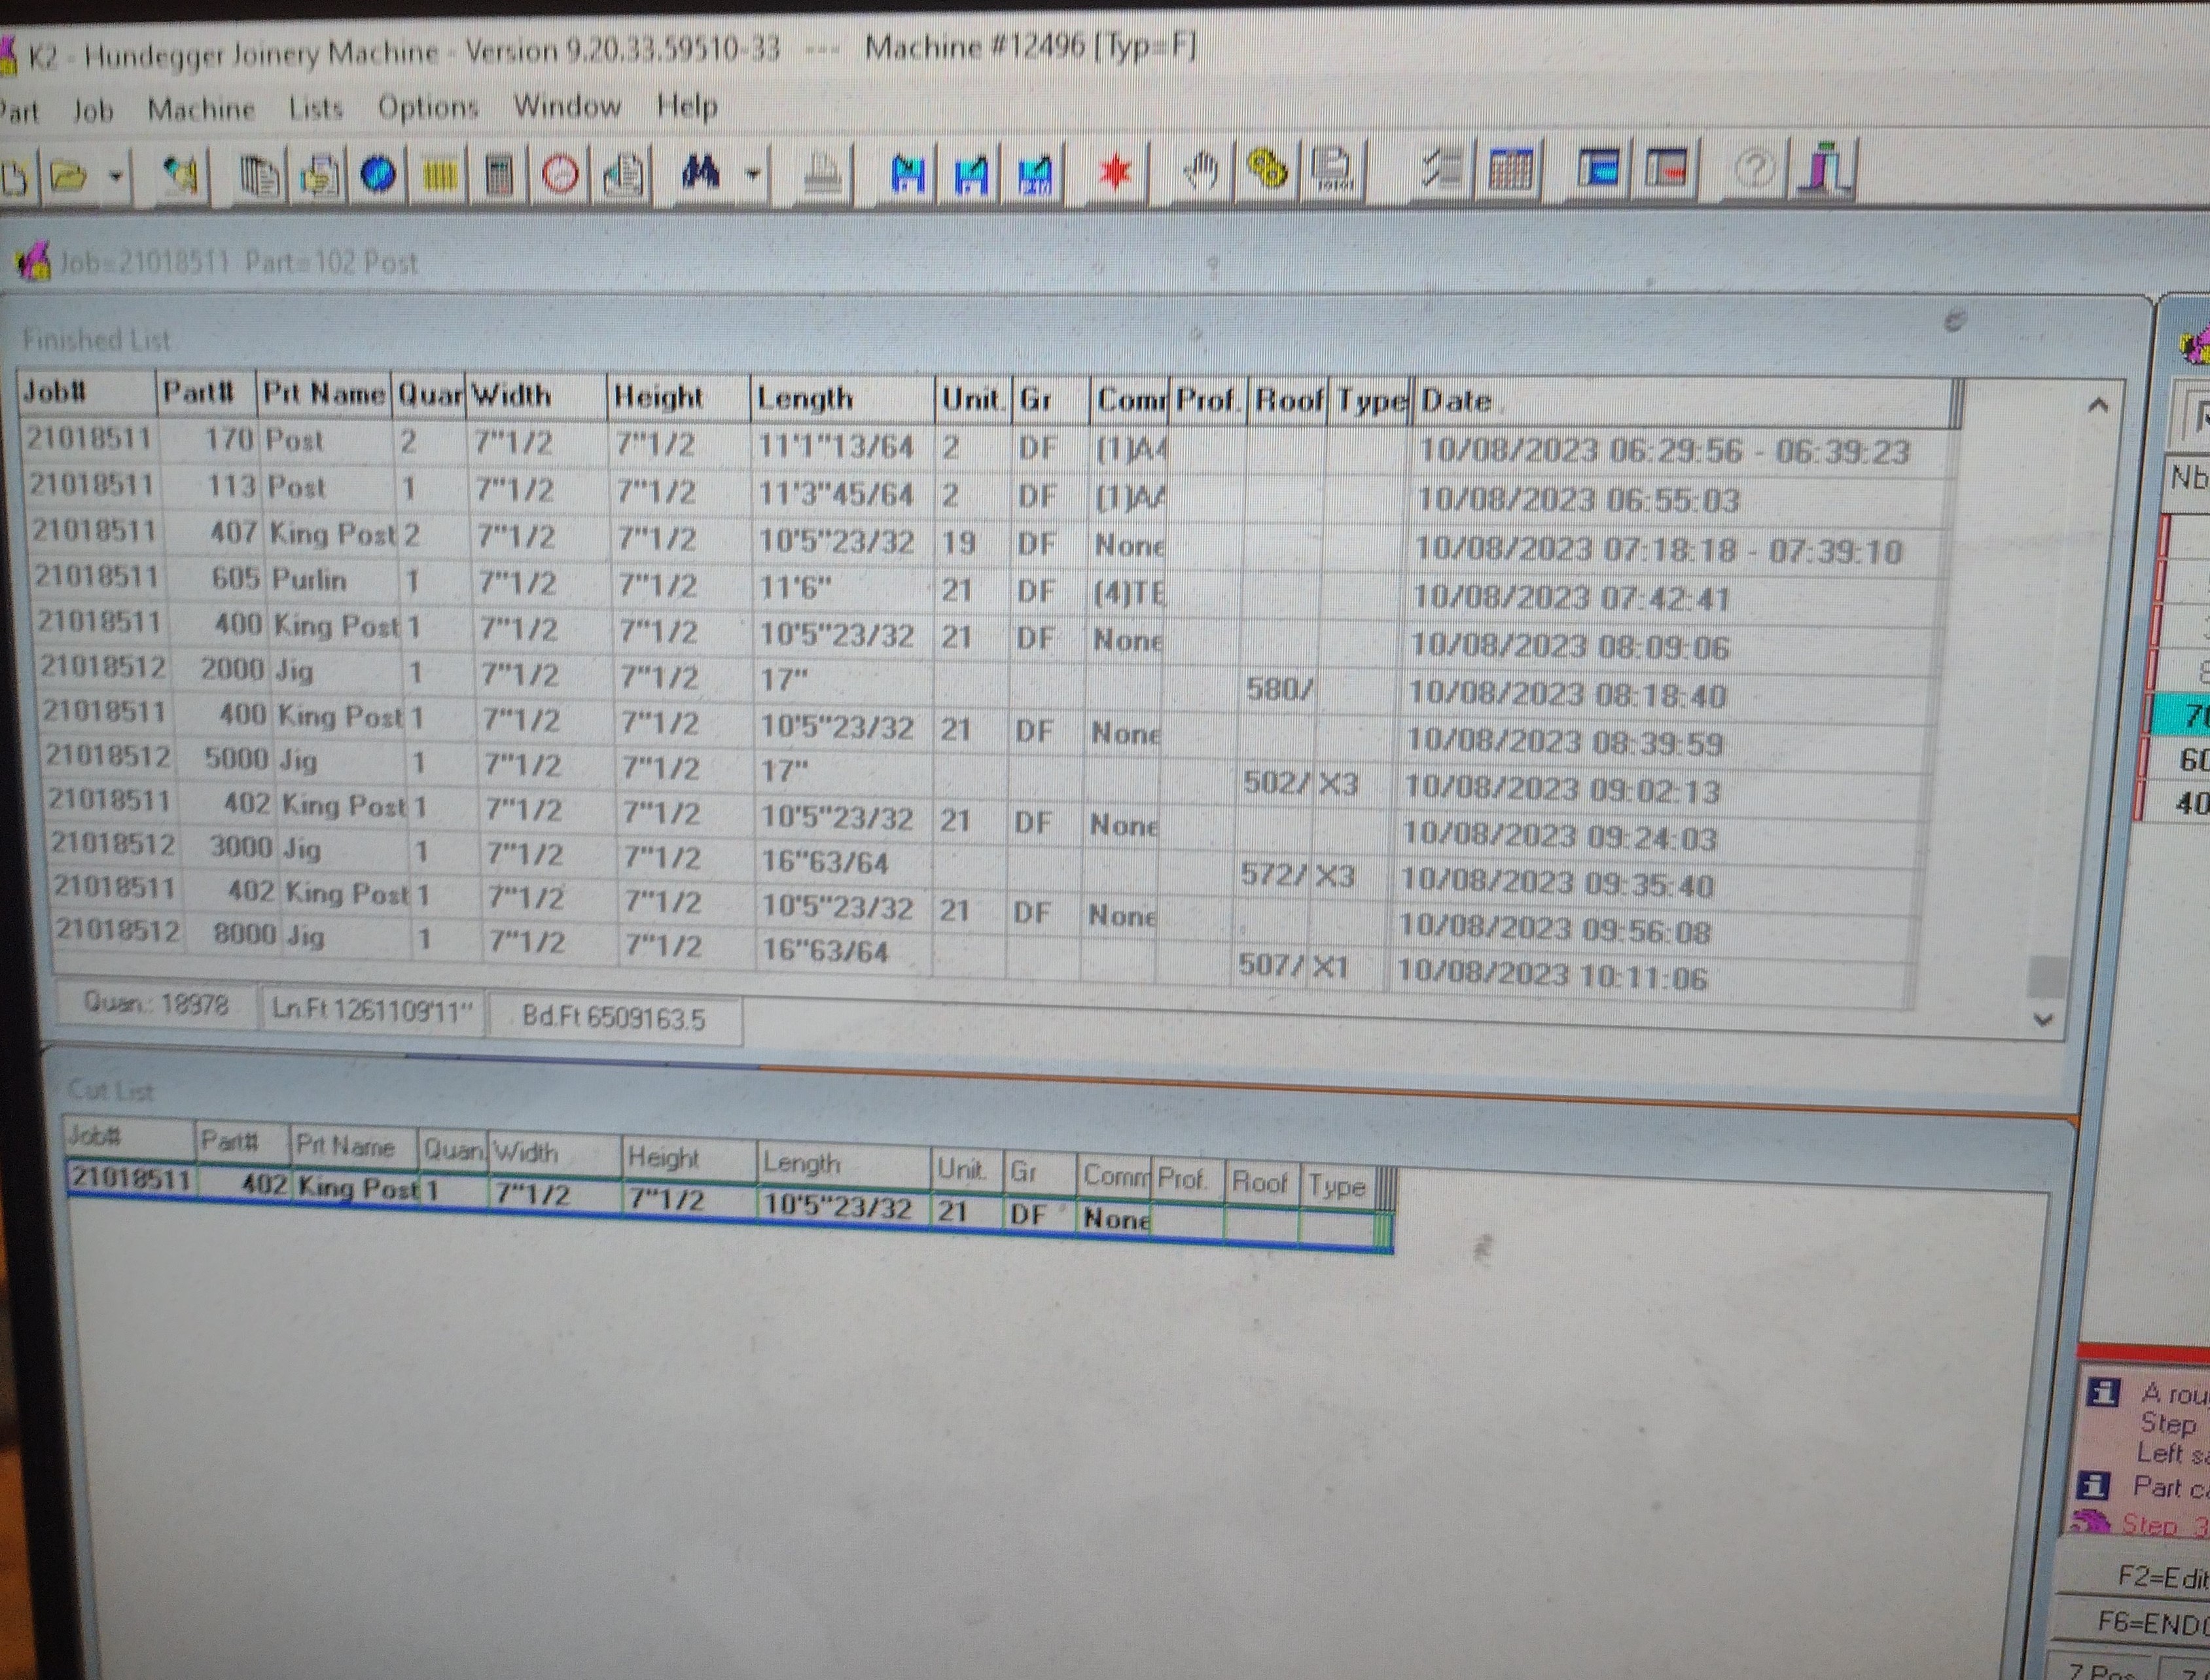 K2 - Hundegger Joinery Machine - Version 9.20.33.59510-33 --- Machine #12496 [Typ=F]
Part Job Machine Lists Options Window Help
Job=21018511 Part=102 Post
Finished List
Job# Part# Prt Name Quan Width Height Length Unit. Gr Comm Prof. Roof Type Date
21018511 170 Post 2 7"1/2 7"1/2 11'1"13/64 2 DF (1)A4 10/08/2023 06:29:56 - 06:39:23
21018511 113 Post 1 7"1/2 7"1/2 11'3"45/64 2 DF 10/08/2023 06:55:03
21018511 407 King Post 2 7"1/2 7"1/2 10'5"23/32 19 DF None 10/08/2023 07:18:18 - 07:39:10
21018511 605 Purlin 1 7"1/2 7"1/2 11'6" 21 DF (4)TE 10/08/2023 07:42:41
21018511 400 King Post 1 7"1/2 7"1/2 10'5"23/32 21 DF None 10/08/2023 08:09:06
21018512 2000 Jig 1 7"1/2 7"1/2 17" 580/ 10/08/2023 08:18:40
21018511 400 King Post 1 7"1/2 7"1/2 10'5"23/32 21 DF None 10/08/2023 08:39:59
21018512 5000 Jig 1 7"1/2 7"1/2 17" 502/ X3 10/08/2023 09:02:13
21018511 402 King Post 1 7"1/2 7"1/2 10'5"23/32 21 DF None 10/08/2023 09:24:03
21018512 3000 Jig 1 7"1/2 7"1/2 16"63/64 572/ X3 10/08/2023 09:35:40
21018511 402 King Post 1 7"1/2 7"1/2 10'5"23/32 21 DF None 10/08/2023 09:56:08
21018512 8000 Jig 1 7"1/2 7"1/2 16"63/64 507/ X1 10/08/2023 10:11:06
Quan.: 18978 Ln.Ft 1261109'11" Bd.Ft 6509163.5
Cut List
Job# Part# Prt Name Quan Width Height Length Unit. Gr Comm Prof. Roof Type
21018511 402 King Post 1 7"1/2 7"1/2 10'5"23/32 21 DF None
Nb
70
60
40
A rou
Step
Left sa
Part ca
Step 3
F2=Edit
F6=END
7 Pos